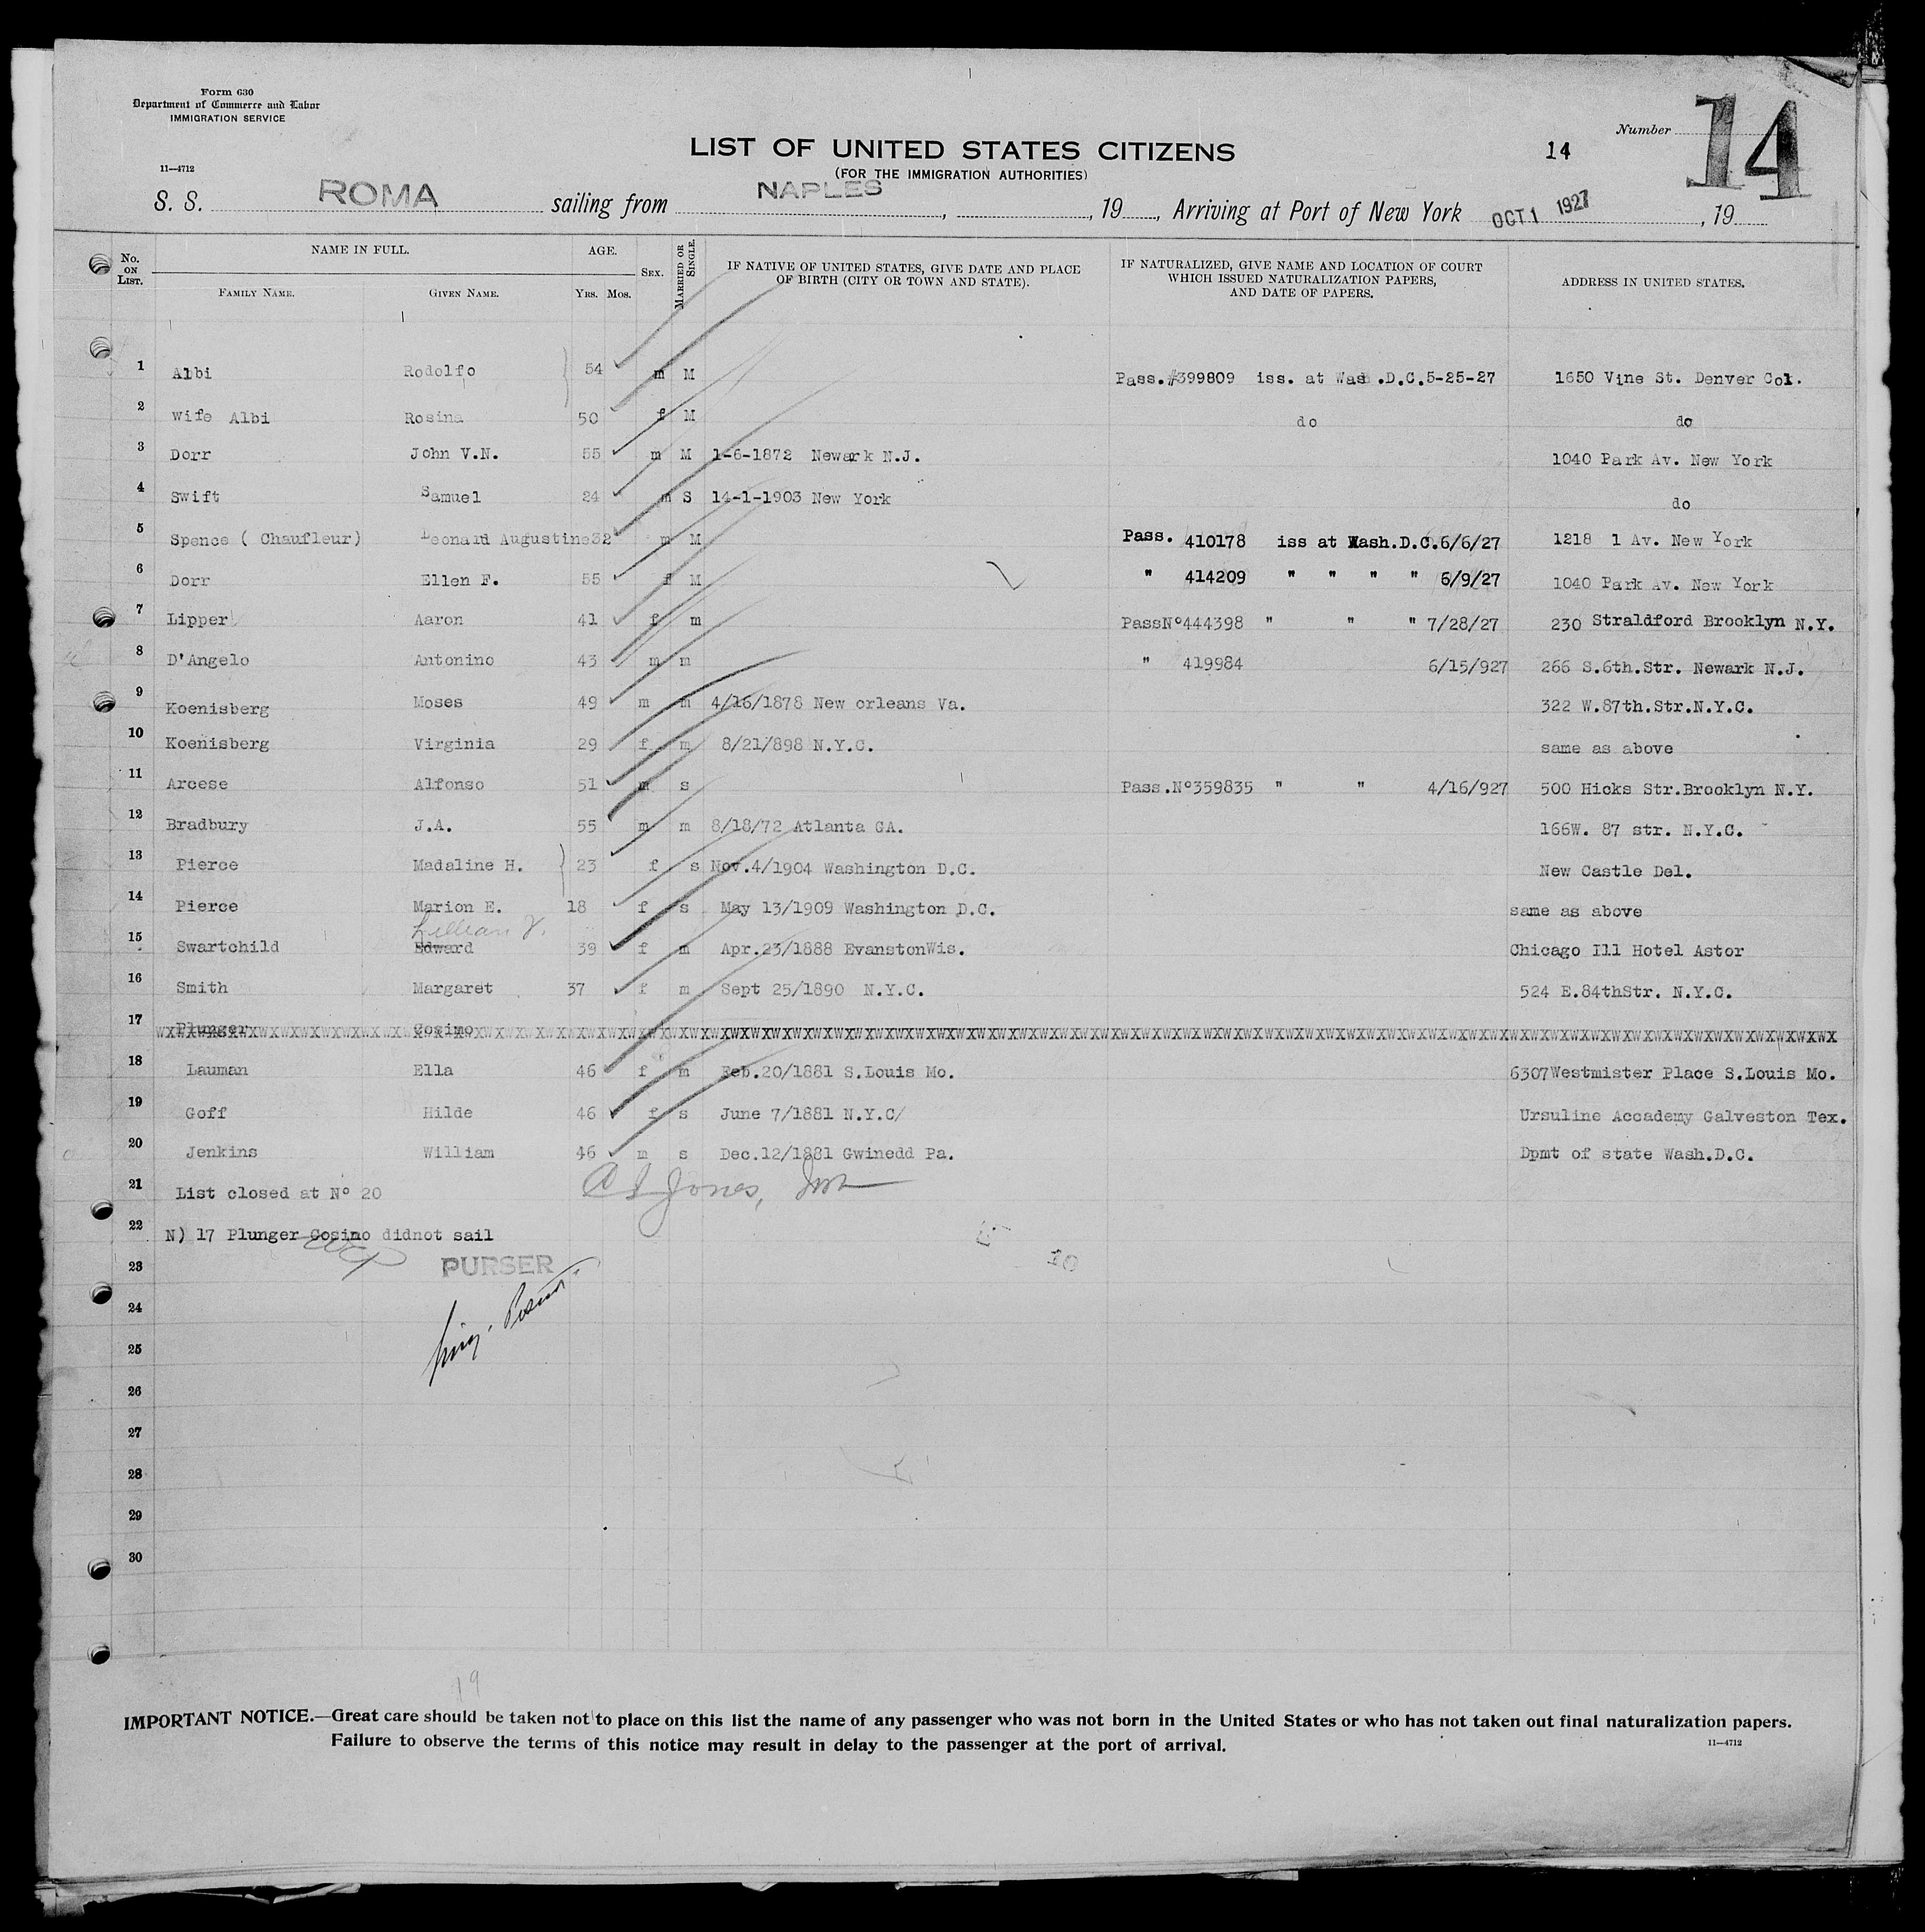 Form 630
Department of Commerce and Labor
IMMIGRATION SERVICE
11—4712
Number 14
LIST OF UNITED STATES CITIZENS
14
(FOR THE IMMIGRATION AUTHORITIES)
S. S. ROMA sailing from NAPLES , , 19 , Arriving at Port of New York OCT 1 1927 , 19
No. ON LIST. NAME IN FULL. AGE. SEX. MARRIED OR SINGLE. IF NATIVE OF UNITED STATES, GIVE DATE AND PLACE OF BIRTH (CITY OR TOWN AND STATE). IF NATURALIZED, GIVE NAME AND LOCATION OF COURT WHICH ISSUED NATURALIZATION PAPERS, AND DATE OF PAPERS. ADDRESS IN UNITED STATES.
FAMILY NAME. GIVEN NAME. YRS. MOS.
1 Albi Rodolfo 54 m M Pass.#399809 iss. at Was .D.C.5-25-27 1650 Vine St. Denver Col.
2 Wife Albi Rosina 50 f M do do
3 Dorr John V.N. 55 m M 1-6-1872 Newark N.J. 1040 Park Av. New York
4 Swift Samuel 24 m S 14-1-1903 New York do
5 Spence ( Chaufleur) Leonard Augustine 32 m M Pass. 410178 iss at Wash.D.C.6/6/27 1218 1 Av. New York
6 Dorr Ellen F. 55 f M " 414209 " " " " 6/9/27 1040 Park Av. New York
7 Lipper Aaron 41 f m PassNº444398 " " " 7/28/27 230 Straldford Brooklyn N.Y.
8 D'Angelo Antonino 43 m m " 419984 6/15/927 266 S.6th.Str. Newark N.J.
9 Koenisberg Moses 49 m m 4/16/1878 New orleans Va. 322 W.87th.Str.N.Y.C.
10 Koenisberg Virginia 29 f m 8/21/898 N.Y.C. same as above
11 Arcese Alfonso 51 m s Pass.Nº359835 " " 4/16/927 500 Hicks Str.Brooklyn N.Y.
12 Bradbury J.A. 55 m m 8/18/72 Atlanta GA. 166W. 87 str. N.Y.C.
13 Pierce Madaline H. 23 f s Nov.4/1904 Washington D.C. New Castle Del.
14 Pierce Marion E. 18 f s May 13/1909 Washington D.C. same as above
Lillian
15 Swartchild Edward 39 f m Apr.23/1888 EvanstonWis. Chicago Ill Hotel Astor
16 Smith Margaret 37 f m Sept 25/1890 N.Y.C. 524 E.84thStr. N.Y.C.
17 Plunger Cosimo
18 Lauman Ella 46 f m Feb.20/1881 S.Louis Mo. 6307Westmister Place S.Louis Mo.
19 Goff Hilde 46 f s June 7/1881 N.Y.C/ Ursuline Accademy Galveston Tex.
20 Jenkins William 46 m s Dec.12/1881 Gwinedd Pa. Dpmt of state Wash.D.C.
21 List closed at Nº 20 Jones,
22 N) 17 Plunger Cosimo didnot sail
23 PURSER
24
25
26
27
28
29
30
19
IMPORTANT NOTICE.—Great care should be taken not to place on this list the name of any passenger who was not born in the United States or who has not taken out final naturalization papers.
Failure to observe the terms of this notice may result in delay to the passenger at the port of arrival.
11—4712